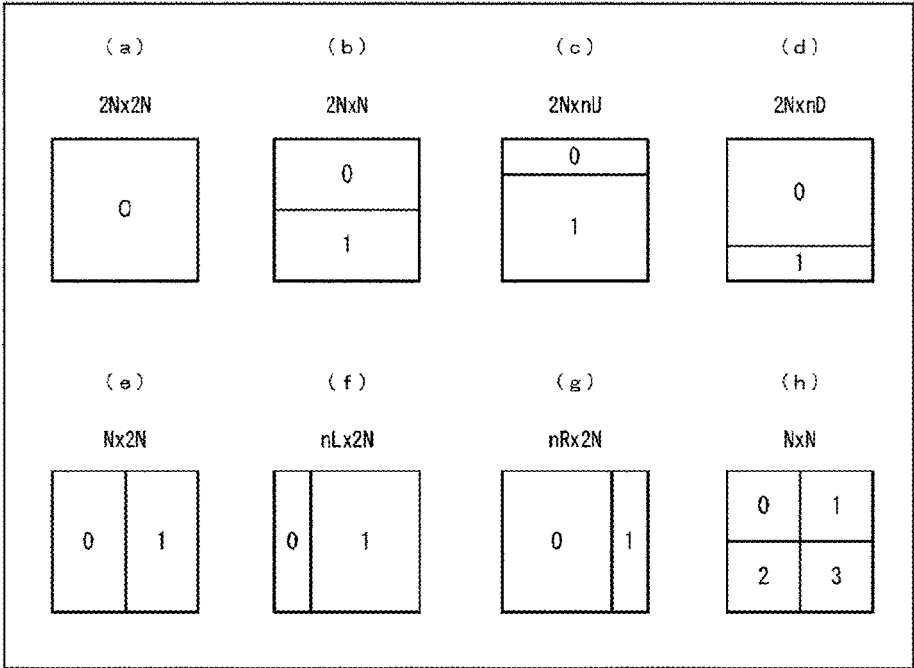 (a) (b) (c) (d)
2Nx2N 2NxN 2NxnU 2NxnD
0 0 0 0
1 1 1
(e) (f) (g) (h)
Nx2N nLx2N nRx2N NxN
0 1 0 1 0 1 0 1
2 3